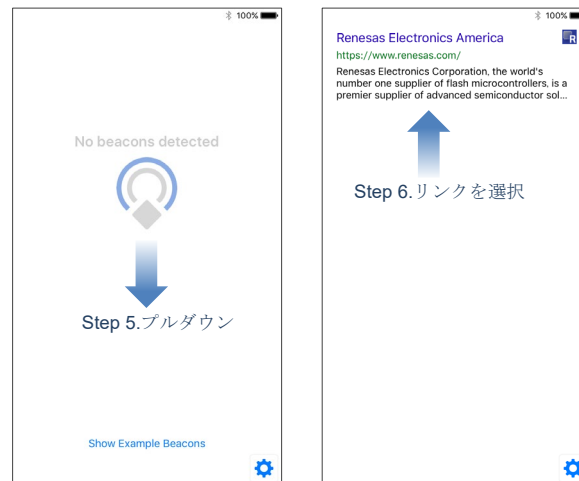 100%
No beacons detected
Step 5.プルダウン
Show Example Beacons
100%
Renesas Electronics America
R
https://www.renesas.com/
Renesas Electronics Corporation, the world's
number one supplier of flash microcontrollers, is a
premier supplier of advanced semiconductor sol...
Step 6.リンクを選択